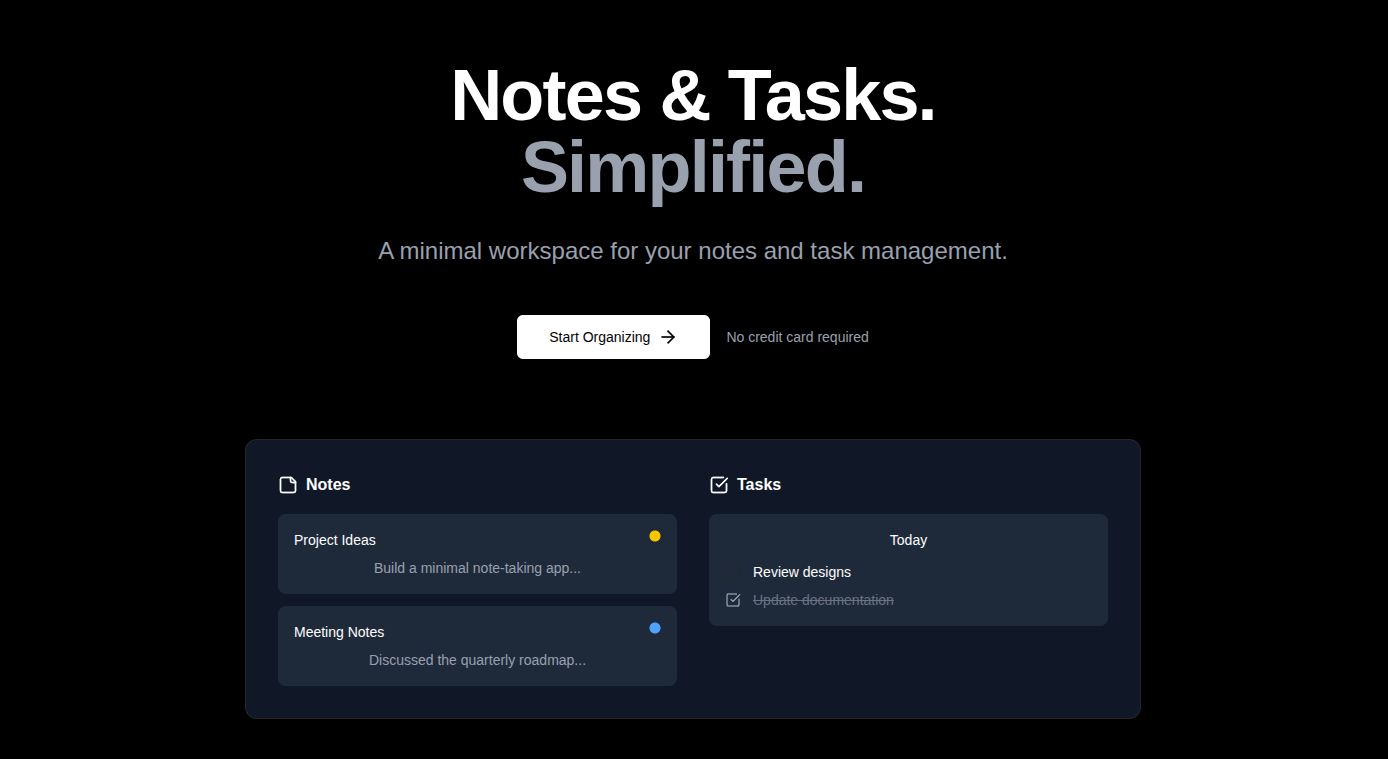 Notes & Tasks.
Simplified.
A minimal workspace for your notes and task management.
Start Organizing
No credit card required
Notes
Project Ideas
Build a minimal note-taking app...
Meeting Notes
Discussed the quarterly roadmap...
Tasks
Today
Review designs
Update documentation